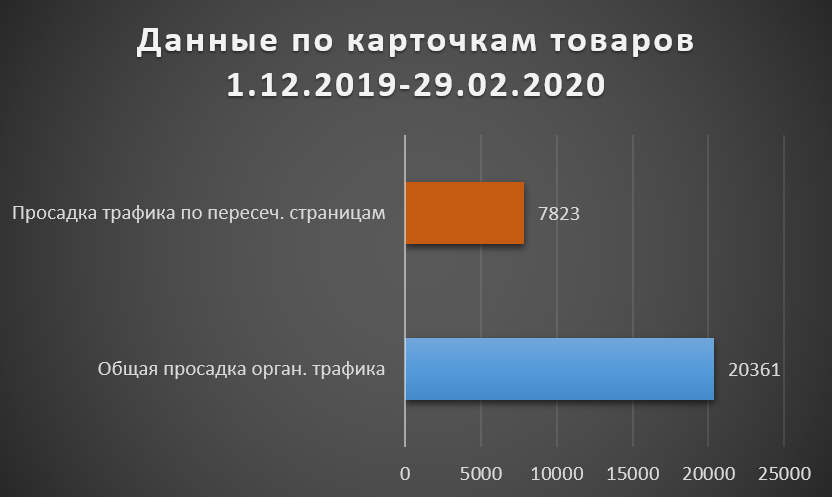 Данные по карточкам товаров
1.12.2019-29.02.2020
Просадка трафика по пересеч. страницам
7823
Общая просадка орган. трафика
20361
0 5000 10000 15000 20000 25000